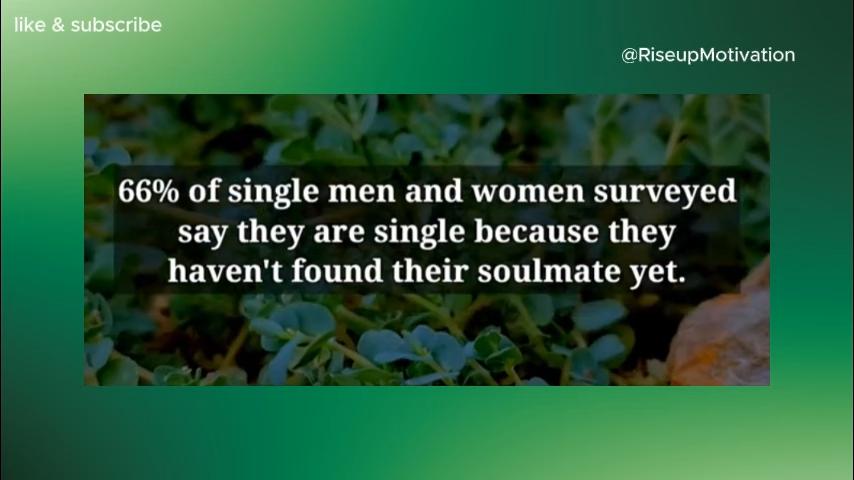 like & subscribe
@RiseupMotivation
66% of single men and women surveyed
say they are single because they
haven't found their soulmate yet.